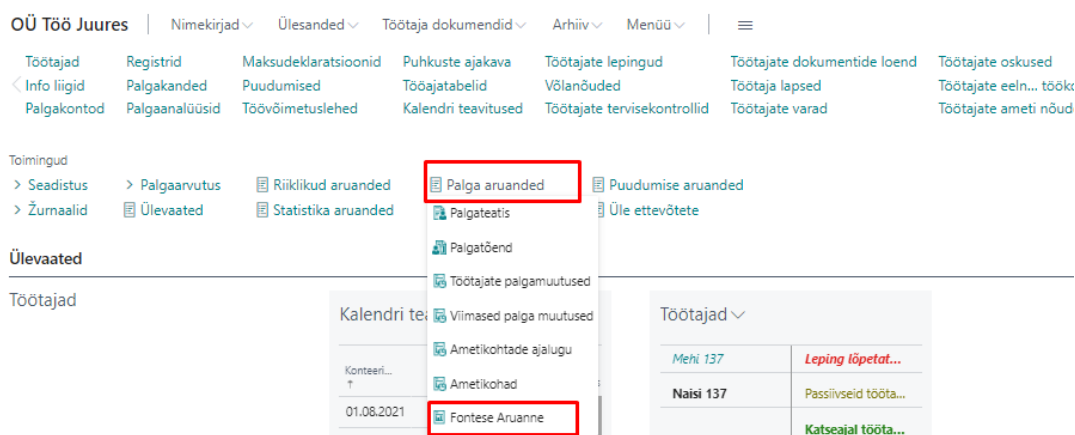 OÜ Töö Juures Nimekirjad Ülesanded Töötaja dokumendid Arhiiv Menüü
Töötajad Registrid Maksudeklaratsioonid Puhkuste ajakava Töötajate lepingud Töötajate dokumentide loend Töötajate oskused
Info liigid Palgakanded Puudumised Tööajatabelid Võlanõuded Töötaja lapsed Töötajate eeln...
Palgakontod Palgaanalüüsid Töövõimetuslehed Kalendri teavitused Töötajate tervisekontrollid Töötajate varad Töötajate ameti
Toimingud
Seadistus Palgaarvutus Riiklikud aruanded Palga aruanded Puudumise aruanded
Žurnaalid Ülevaated Statistika aruanded Üle ettevõtete
Palgateatis
Palgatõend
Töötajate palgamuutused
Viimased palga muutused
Ametikohtade ajalugu
Ametikohad
Fontese Aruanne
Ülevaated
Töötajad
Kalendri
Konteeri...
01.08.2021
Töötajad
Mehi 137 Leping lõpetat...
Naisi 137 Passiivseid tööta...
Katseajal tööta...